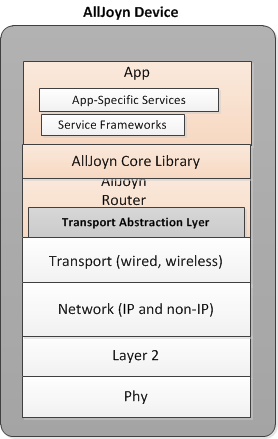 AllJoyn Device
App
App-Specific Services
Service Frameworks
AllJoyn Core Library
AllJoyn
Router
Transport Abstraction Lyer
Transport (wired, wireless)
Network (IP and non-IP)
Layer 2
Phy